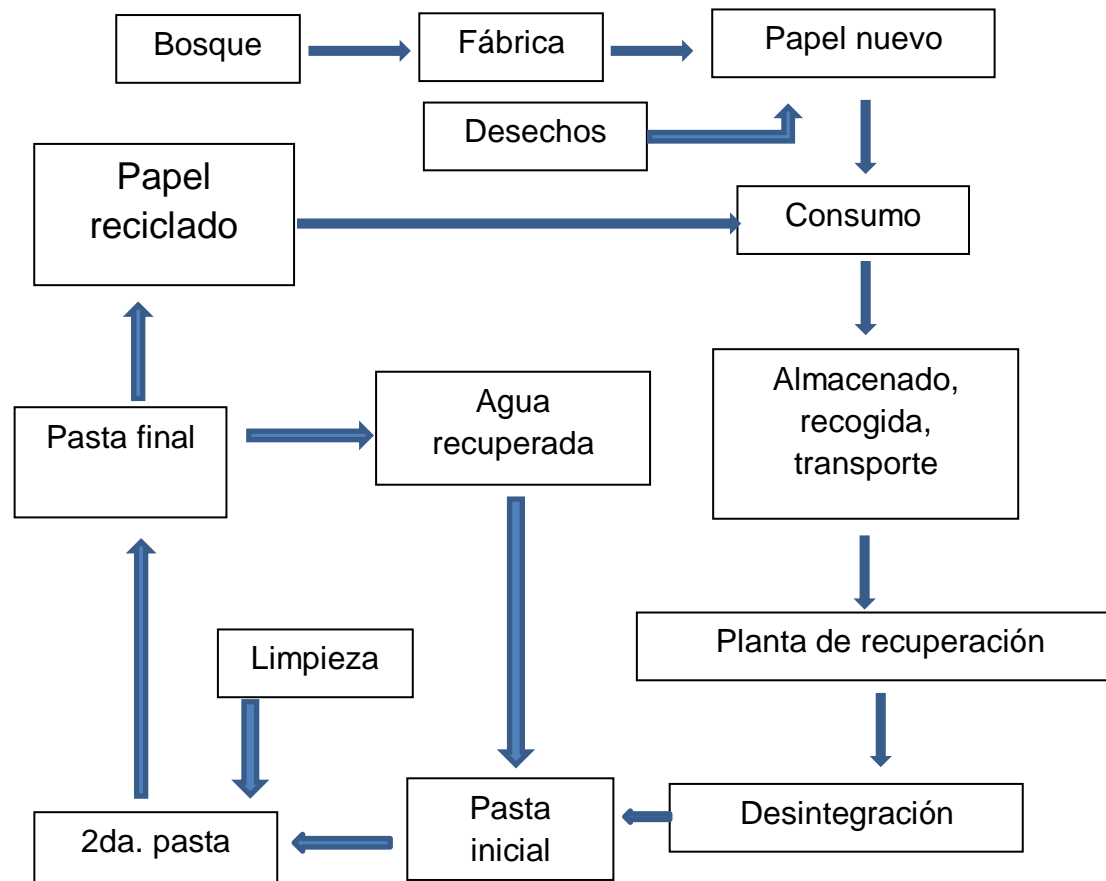 Bosque
Fábrica
Papel nuevo
Desechos
Papel
reciclado
Consumo
Almacenado,
recogida,
transporte
Agua
recuperada
Pasta final
Planta de recuperación
Limpieza
Desintegración
Pasta
inicial
2da. pasta